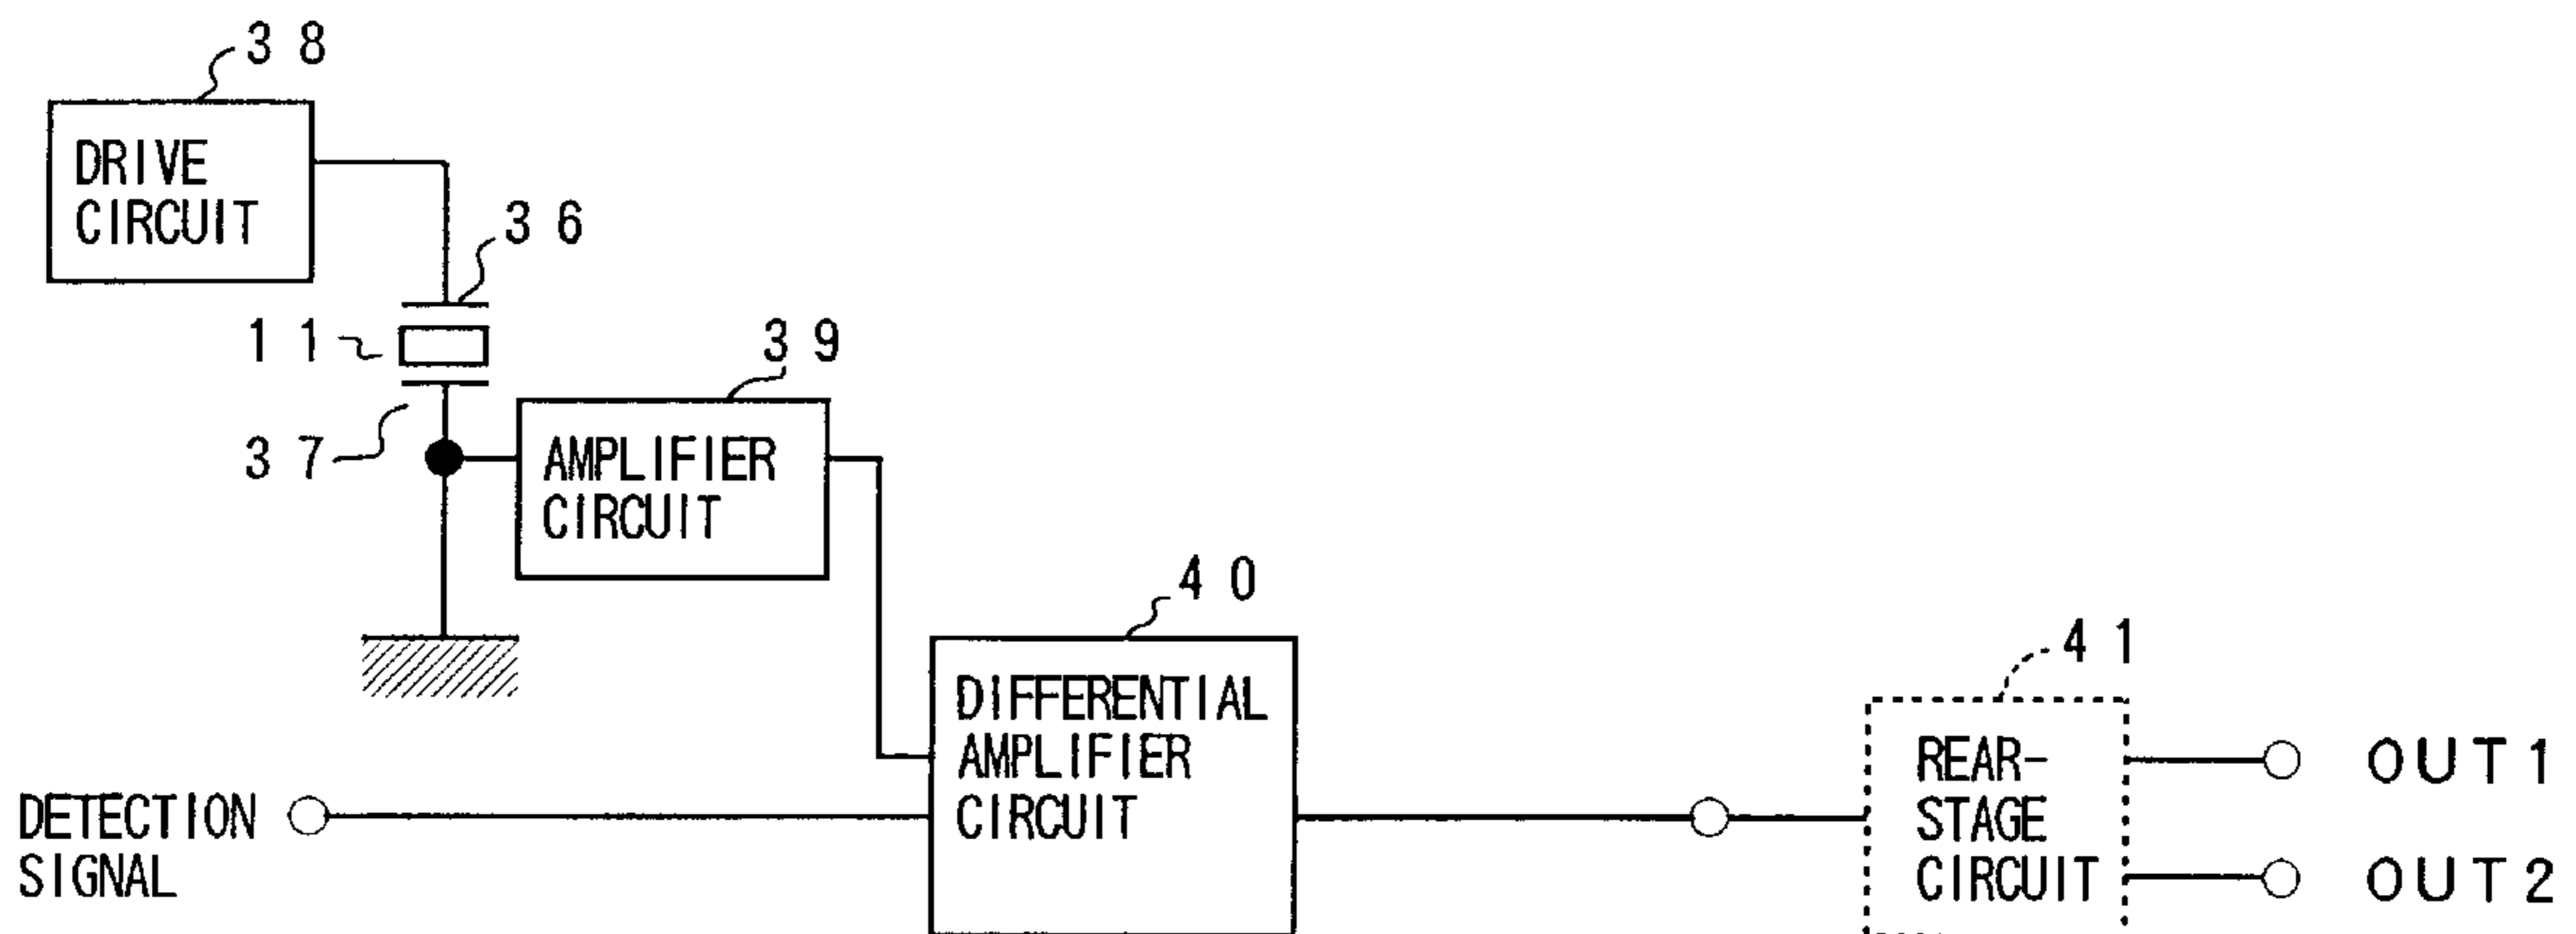 38
DRIVE
CIRCUIT
36
11
39
37
AMPLIFIER
CIRCUIT
40
41
DIFFERENTIAL
AMPLIFIER
CIRCUIT
DETECTION
SIGNAL
REAR-
STAGE
CIRCUIT
OUT1
OUT2